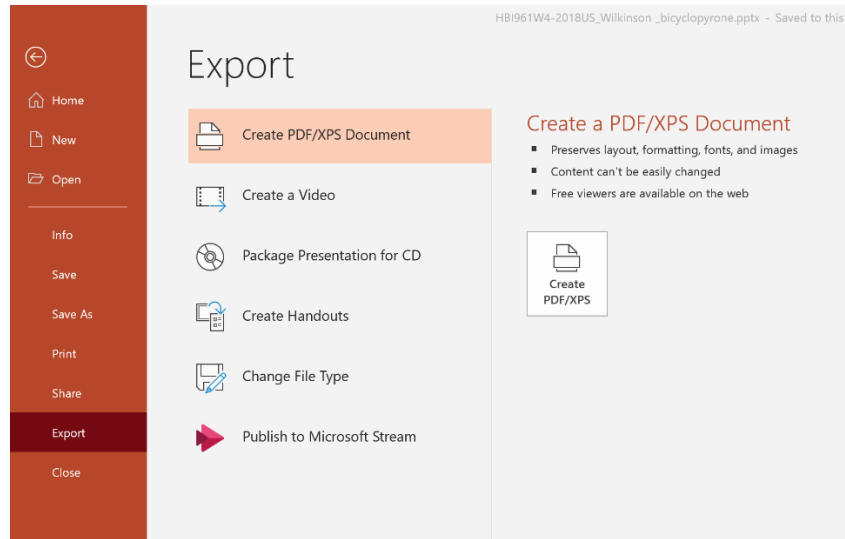 HBI961W4-2018US_Wilkinson _bicyclopyrone.pptx - Saved to this
Export
Home
New
Open
Info
Save
Save As
Print
Share
Export
Close
Create PDF/XPS Document
Create a Video
Package Presentation for CD
Create Handouts
Change File Type
Publish to Microsoft Stream
Create a PDF/XPS Document
Preserves layout, formatting, fonts, and images
Content can't be easily changed
Free viewers are available on the web
Create
PDF/XPS